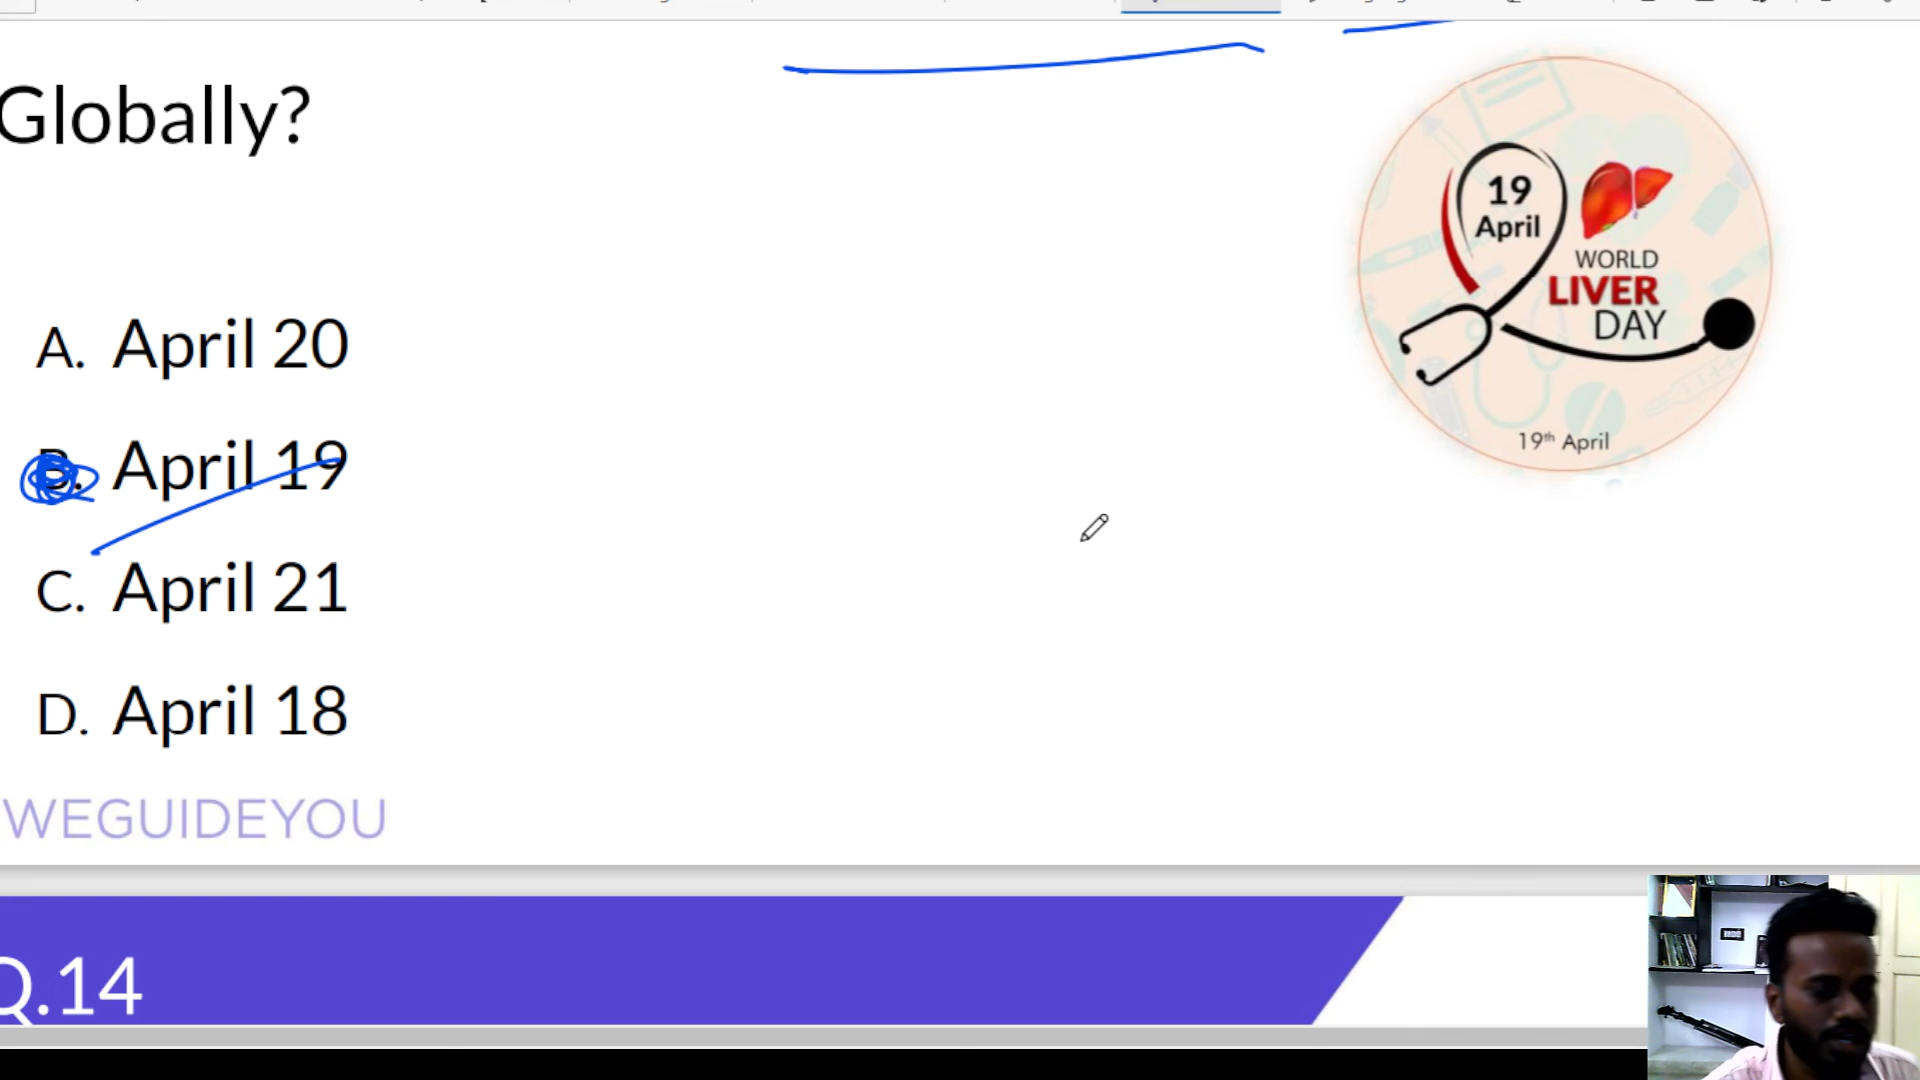 Globally?
19
April
WORLD
LIVER
DAY
19th April
A. April 20
B. April 19
C. April 21
D. April 18
WEGUIDEYOU
Q.14